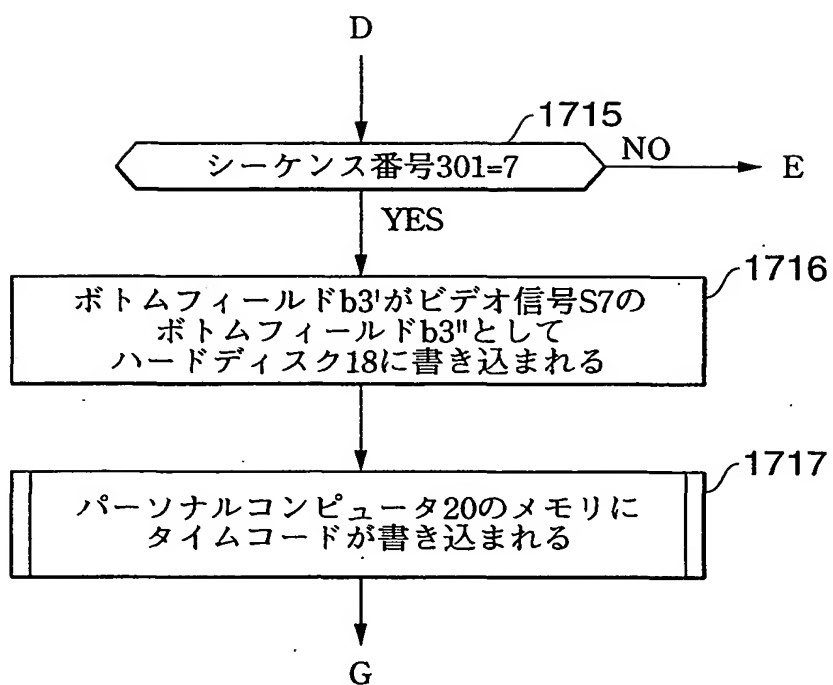 D
1715
シーケンス番号301=7
NO
E
YES
1716
ボトムフィールドb3'がビデオ信号S7の
ボトムフィールドb3"として
ハードディスク18に書き込まれる
1717
パーソナルコンピュータ20のメモリに
タイムコードが書き込まれる
G